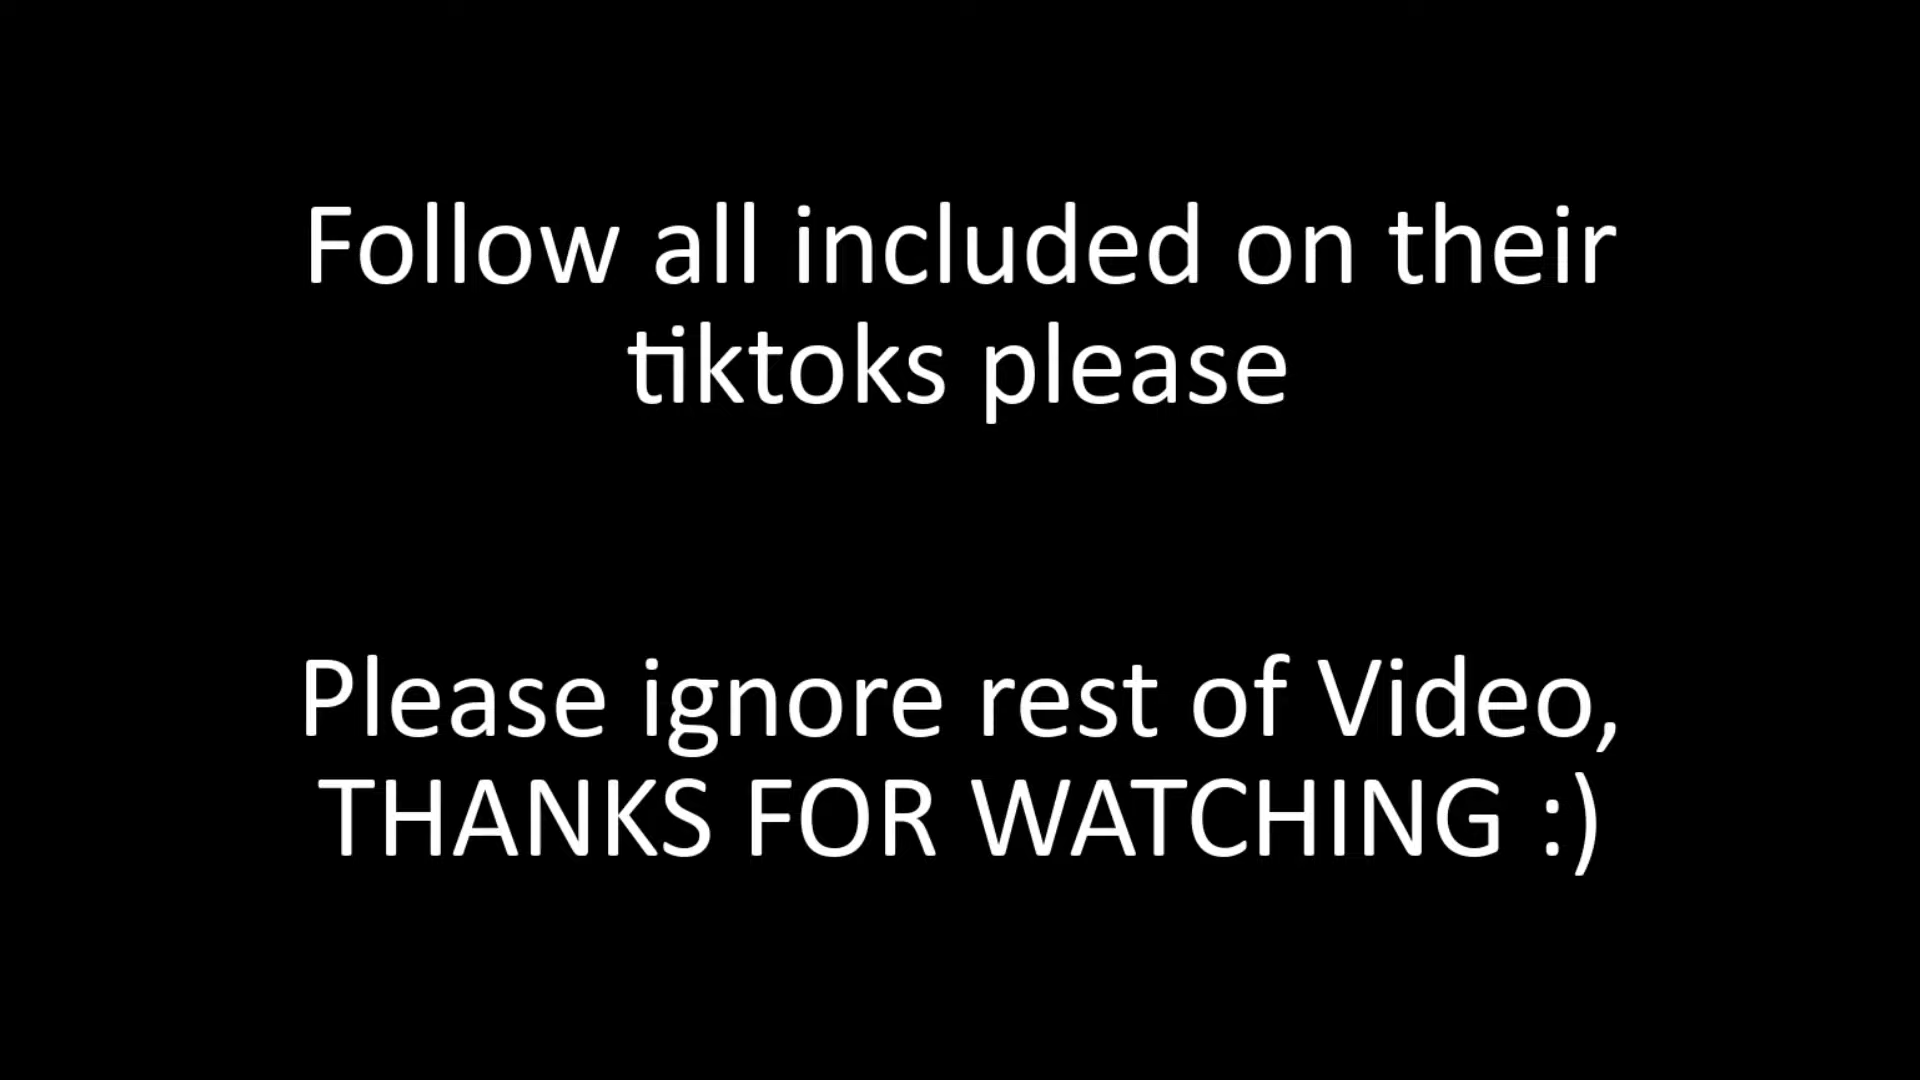 Follow all included on their
tiktoks please
Please ignore rest of Video,
THANKS FOR WATCHING :)